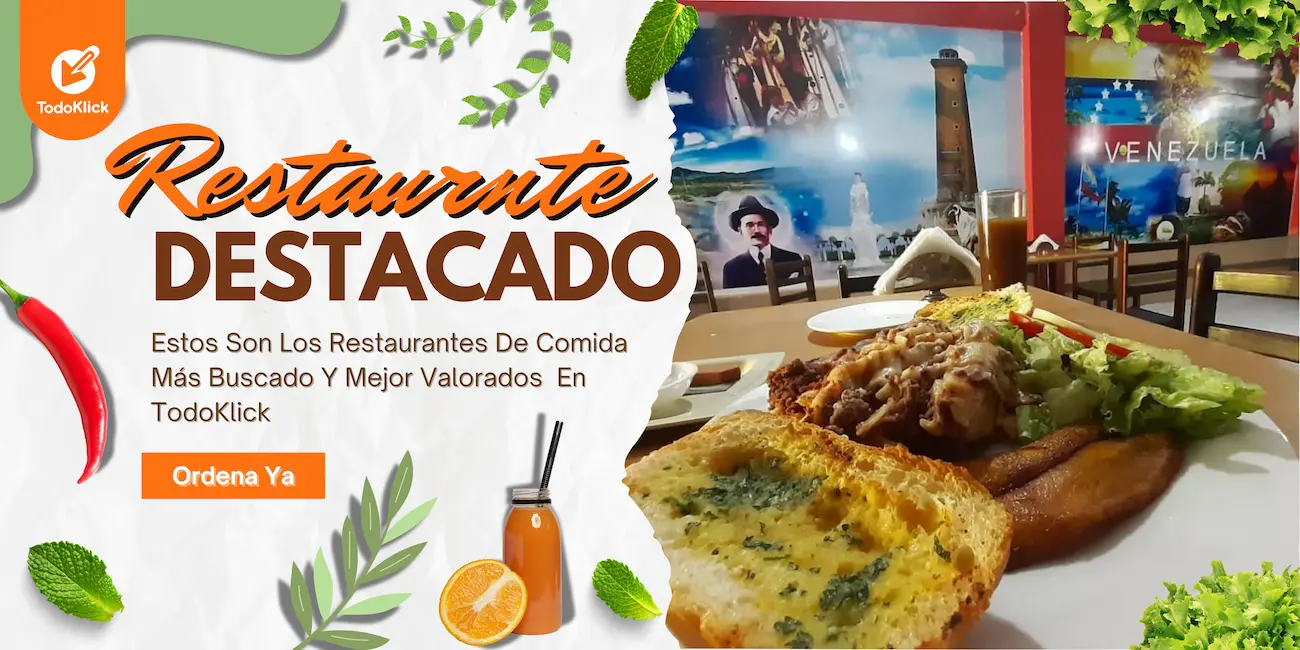 TodoKlick
Restaurnte
DESTACADO
Estos Son Los Restaurantes De Comida
Más Buscado Y Mejor Valorados En
TodoKlick
Ordena Ya
VENEZUELA